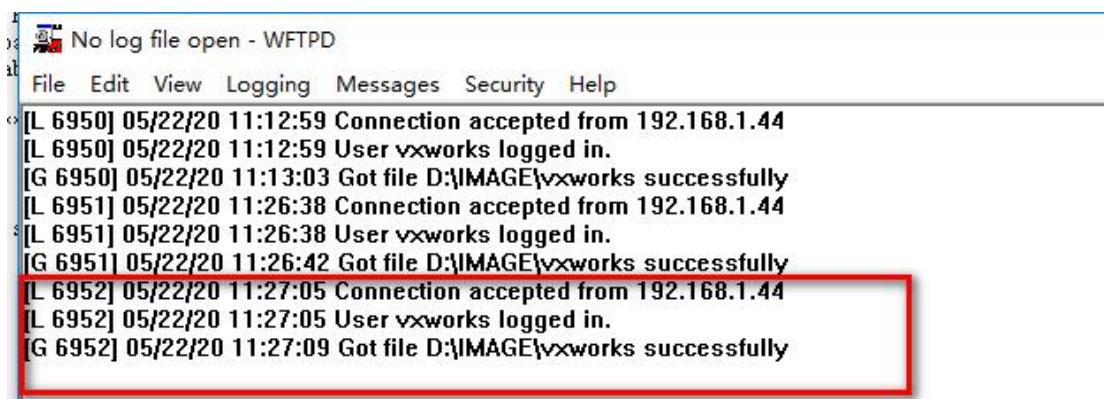 No log file open - WFTPD
File Edit View Logging Messages Security Help
[L 6950] 05/22/20 11:12:59 Connection accepted from 192.168.1.44
[L 6950] 05/22/20 11:12:59 User vxworks logged in.
[G 6950] 05/22/20 11:13:03 Got file D:\IMAGE\vxworks successfully
[L 6951] 05/22/20 11:26:38 Connection accepted from 192.168.1.44
[L 6951] 05/22/20 11:26:38 User vxworks logged in.
[G 6951] 05/22/20 11:26:42 Got file D:\IMAGE\vxworks successfully
[L 6952] 05/22/20 11:27:05 Connection accepted from 192.168.1.44
[L 6952] 05/22/20 11:27:05 User vxworks logged in.
[G 6952] 05/22/20 11:27:09 Got file D:\IMAGE\vxworks successfully